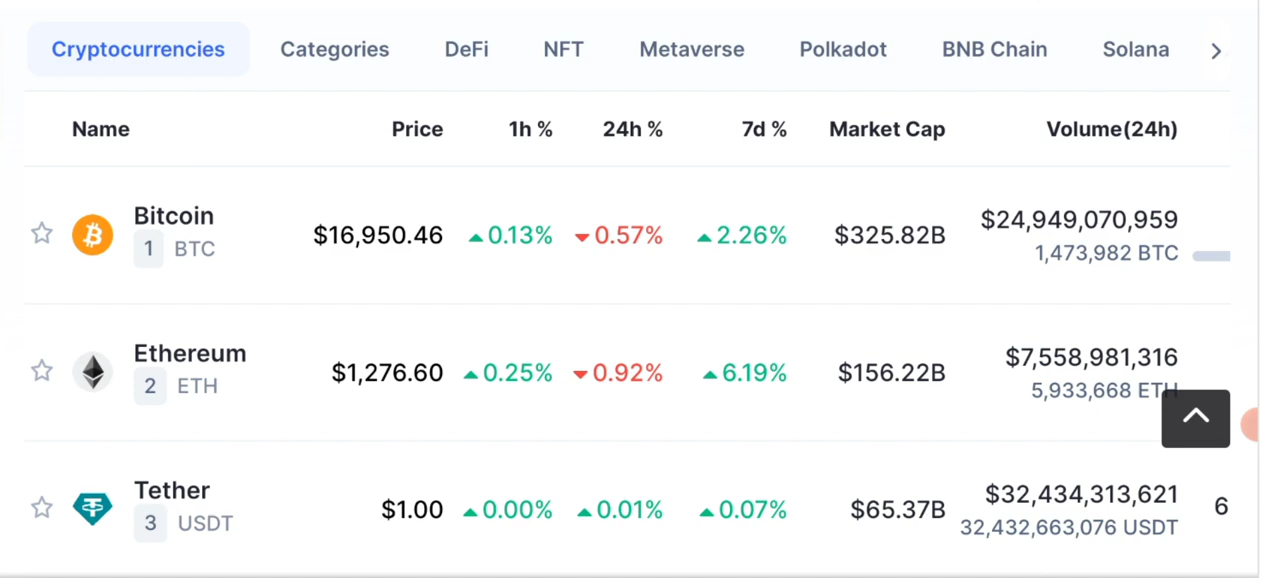 Cryptocurrencies Categories DeFi NFT Metaverse Polkadot BNB Chain Solana
Name Price 1h % 24h % 7d % Market Cap Volume(24h)
Bitcoin
1 BTC
$16,950.46 0.13% 0.57% 2.26% $325.82B $24,949,070,959
1,473,982 BTC
Ethereum
2 ETH
$1,276.60 0.25% 0.92% 6.19% $156.22B $7,558,981,316
5,933,668 ETH
Tether
3 USDT
$1.00 0.00% 0.01% 0.07% $65.37B $32,434,313,621 6
32,432,663,076 USDT